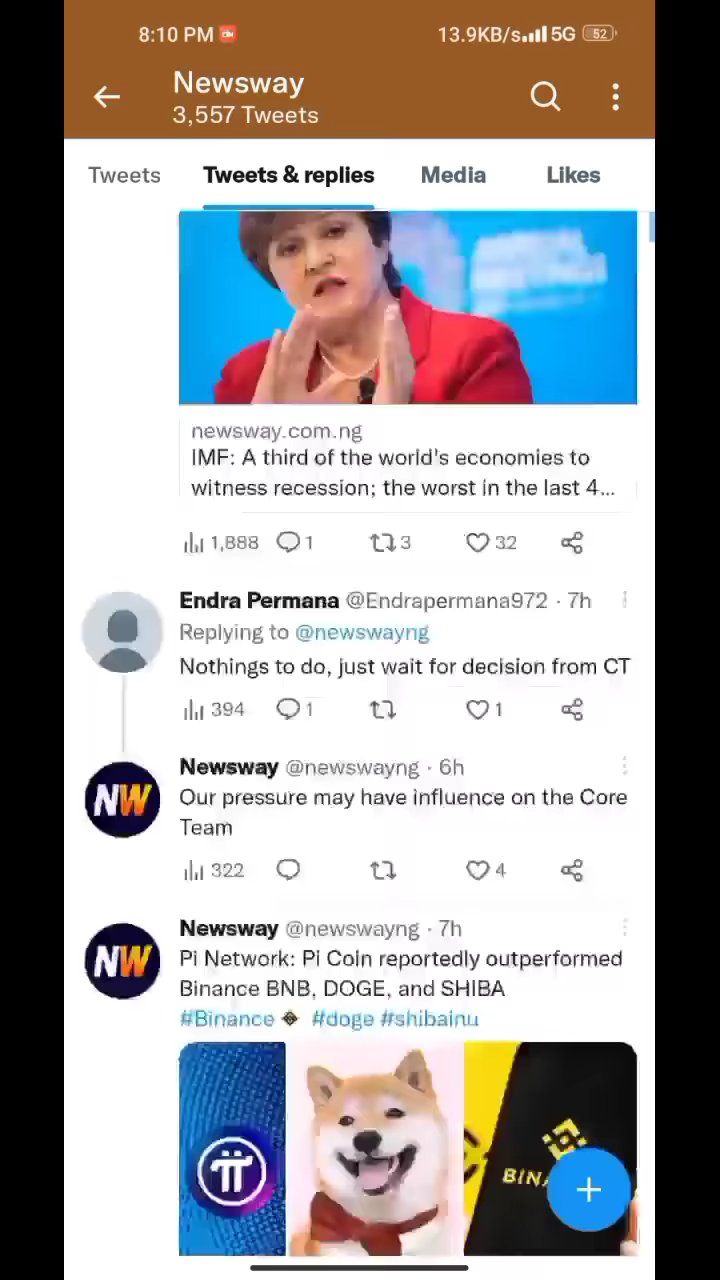 8:10 PM 13.9KB/s 5G 52
Newsway
3,557 Tweets
Tweets Tweets & replies Media Likes
newsway.com.ng
IMF: A third of the world's economies to
witness recession; the worst in the last 4...
1,888 1 3 32
Endra Permana @Endrapermana972 · 7h
Replying to @newswayng
Nothings to do, just wait for decision from CT
394 1 1
NW
Newsway @newswayng · 6h
Our pressure may have influence on the Core
Team
322 4
NW
Newsway @newswayng · 7h
Pi Network: Pi Coin reportedly outperformed
Binance BNB, DOGE, and SHIBA
#Binance #doge #shibainu